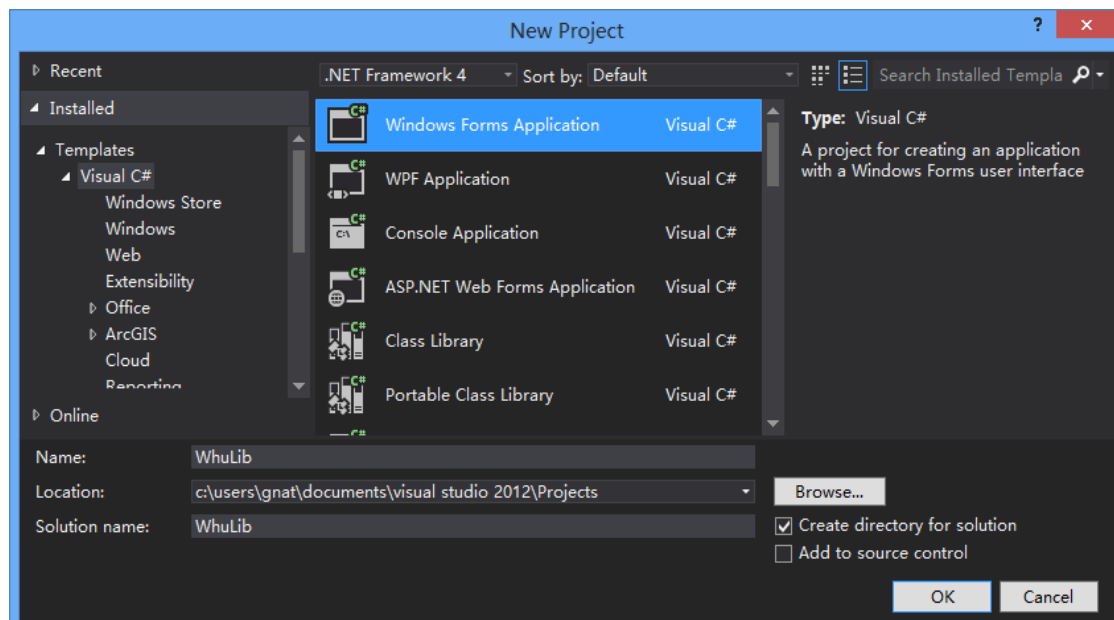 New Project
?
Recent
Installed
Templates
Visual C#
Windows Store
Windows
Web
Extensibility
Office
ArcGIS
Cloud
Reporting
Online
.NET Framework 4
Sort by: Default
Search Installed Templa
C#
Windows Forms Application Visual C#
C#
WPF Application Visual C#
C#
C:\
Console Application Visual C#
C#
ASP.NET Web Forms Application Visual C#
C#
Class Library Visual C#
C#
Portable Class Library Visual C#
C#
Type: Visual C#
A project for creating an application
with a Windows Forms user interface
Name: WhuLib
Location: c:\users\gnat\documents\visual studio 2012\Projects
Browse...
Solution name: WhuLib
Create directory for solution
Add to source control
OK Cancel